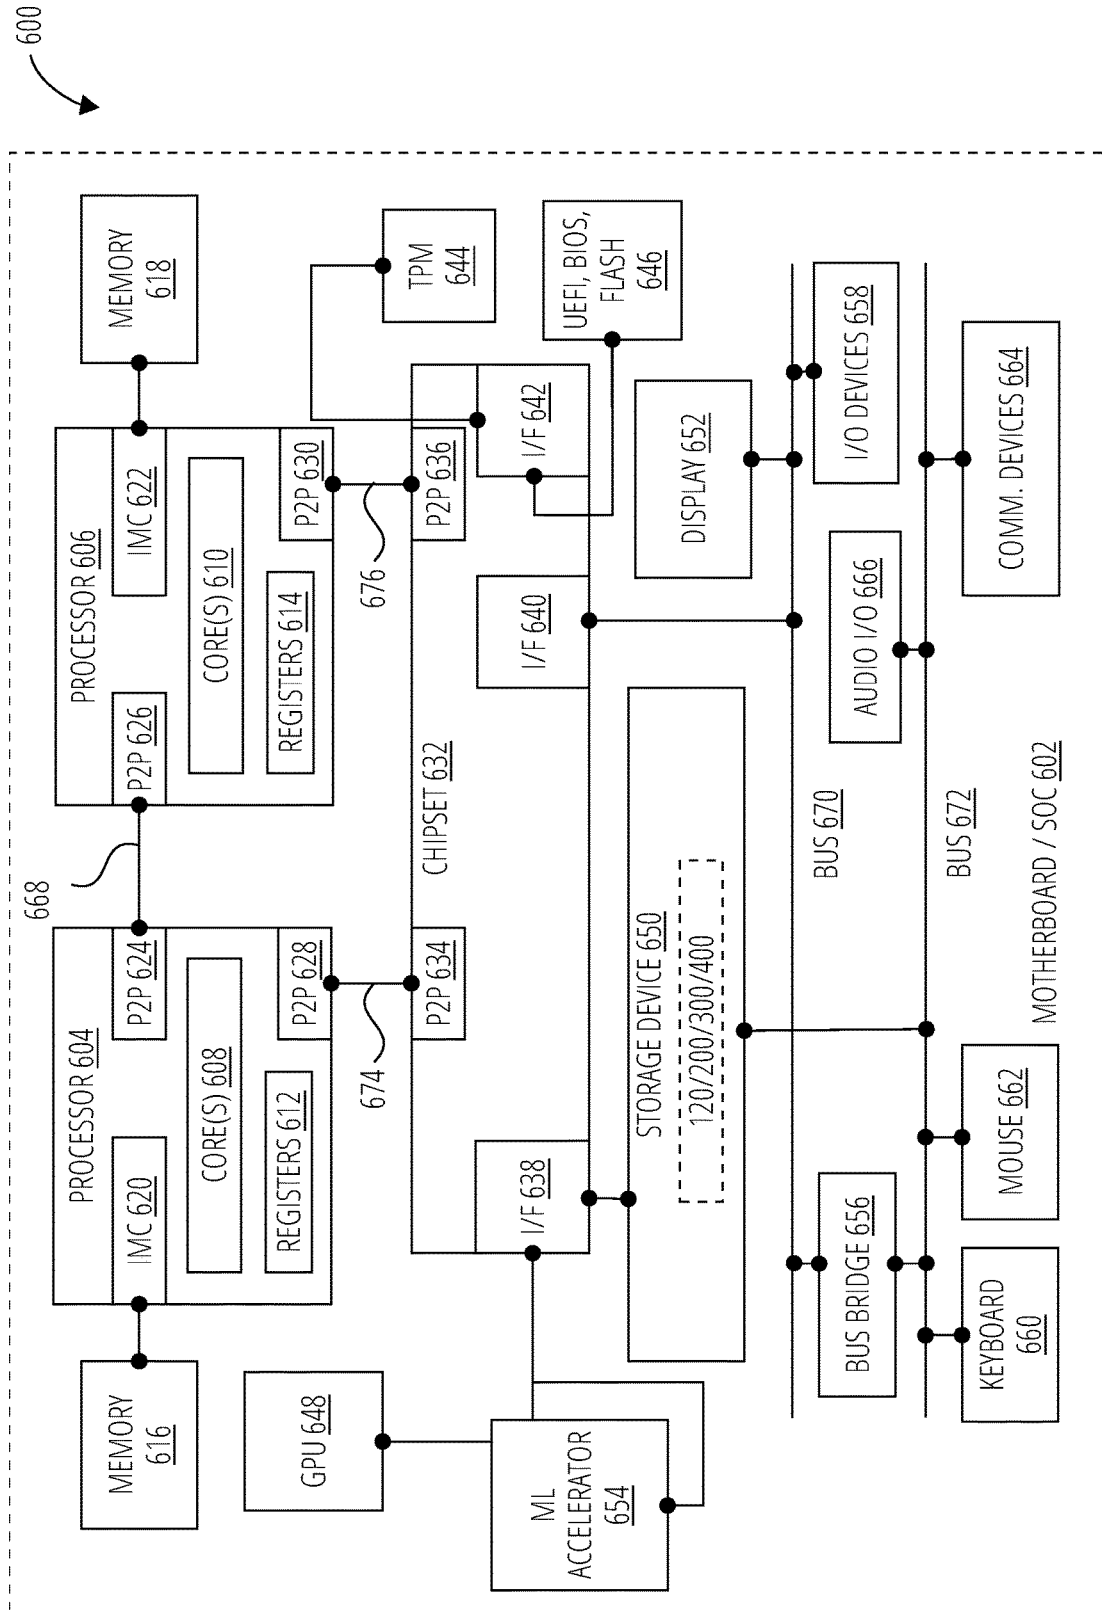 600
MEMORY
616
PROCESSOR 604
IMC 620
P2P 624
CORE(S) 608
REGISTERS 612
P2P 628
668
PROCESSOR 606
P2P 626
IMC 622
CORE(S) 610
REGISTERS 614
P2P 630
MEMORY
618
GPU 648
674
676
TPM
644
P2P 634
CHIPSET 632
P2P 636
I/F 638
I/F 640
I/F 642
ML
ACCELERATOR
654
UEFI, BIOS,
FLASH
646
STORAGE DEVICE 650
120/200/300/400
DISPLAY 652
BUS 670
BUS BRIDGE 656
AUDIO I/O 666
I/O DEVICES 658
BUS 672
KEYBOARD
660
MOUSE 662
COMM. DEVICES 664
MOTHERBOARD / SOC 602